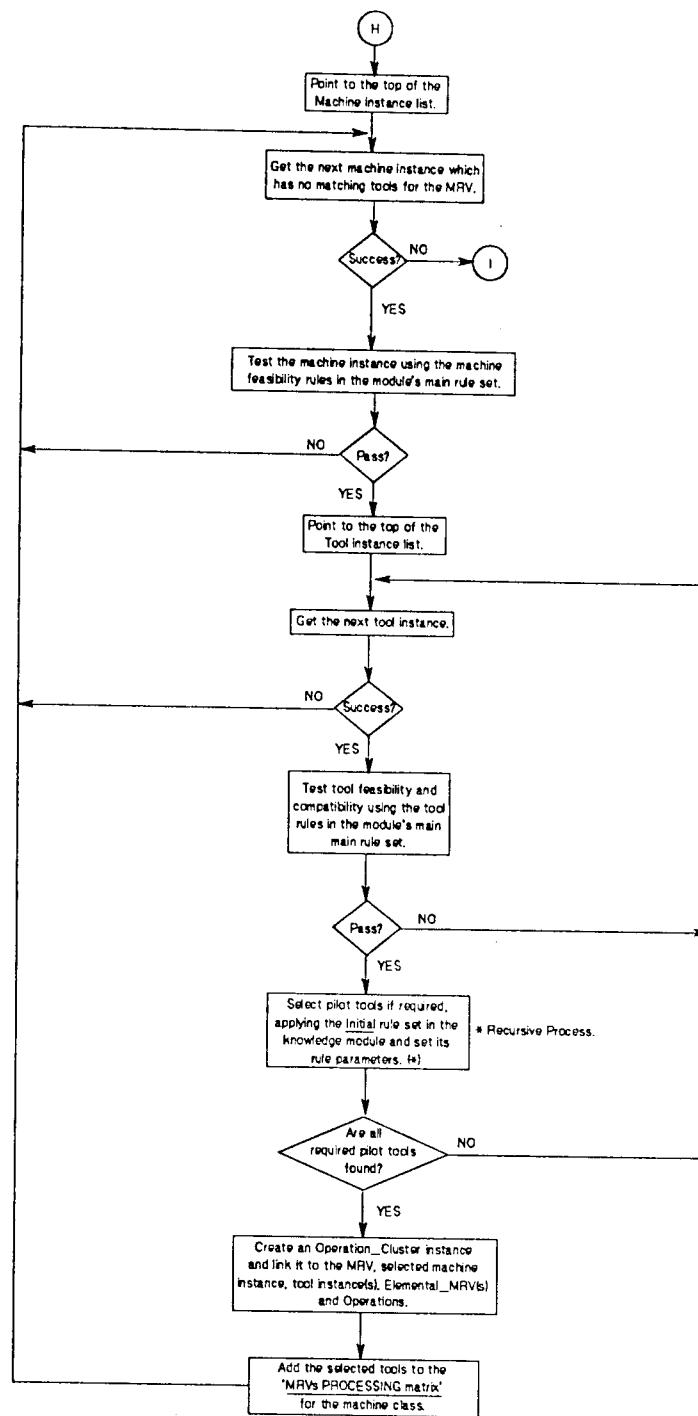 H
Point to the top of the
Machine instance list.
Get the next machine instance which
has no matching tools for the MRV.
Success?
NO
I
YES
Test the machine instance using the machine
feasibility rules in the module's main rule set.
NO
Pass?
YES
Point to the top of the
Tool instance list.
Get the next tool instance.
NO
Success?
YES
Test tool feasibility and
compatibility using the tool
rules in the module's main
main rule set.
Pass?
NO
YES
Select pilot tools if required,
applying the Initial rule set in the
knowledge module and set its
rule parameters. (*)
* Recursive Process.
Are all
required pilot tools
found?
NO
YES
Create an Operation_Cluster instance
and link it to the MRV, selected machine
instance, tool instance(s), Elemental_MRV(s)
and Operations.
Add the selected tools to the
"MRVs PROCESSING matrix"
for the machine class.